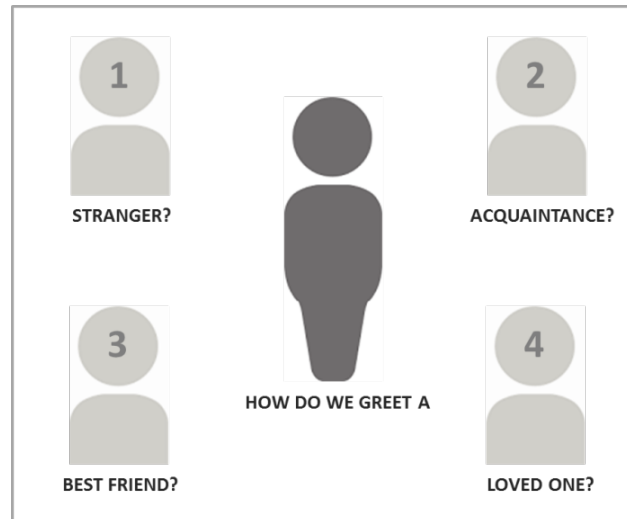 1
2
STRANGER?
ACQUAINTANCE?
3
4
HOW DO WE GREET A
BEST FRIEND?
LOVED ONE?